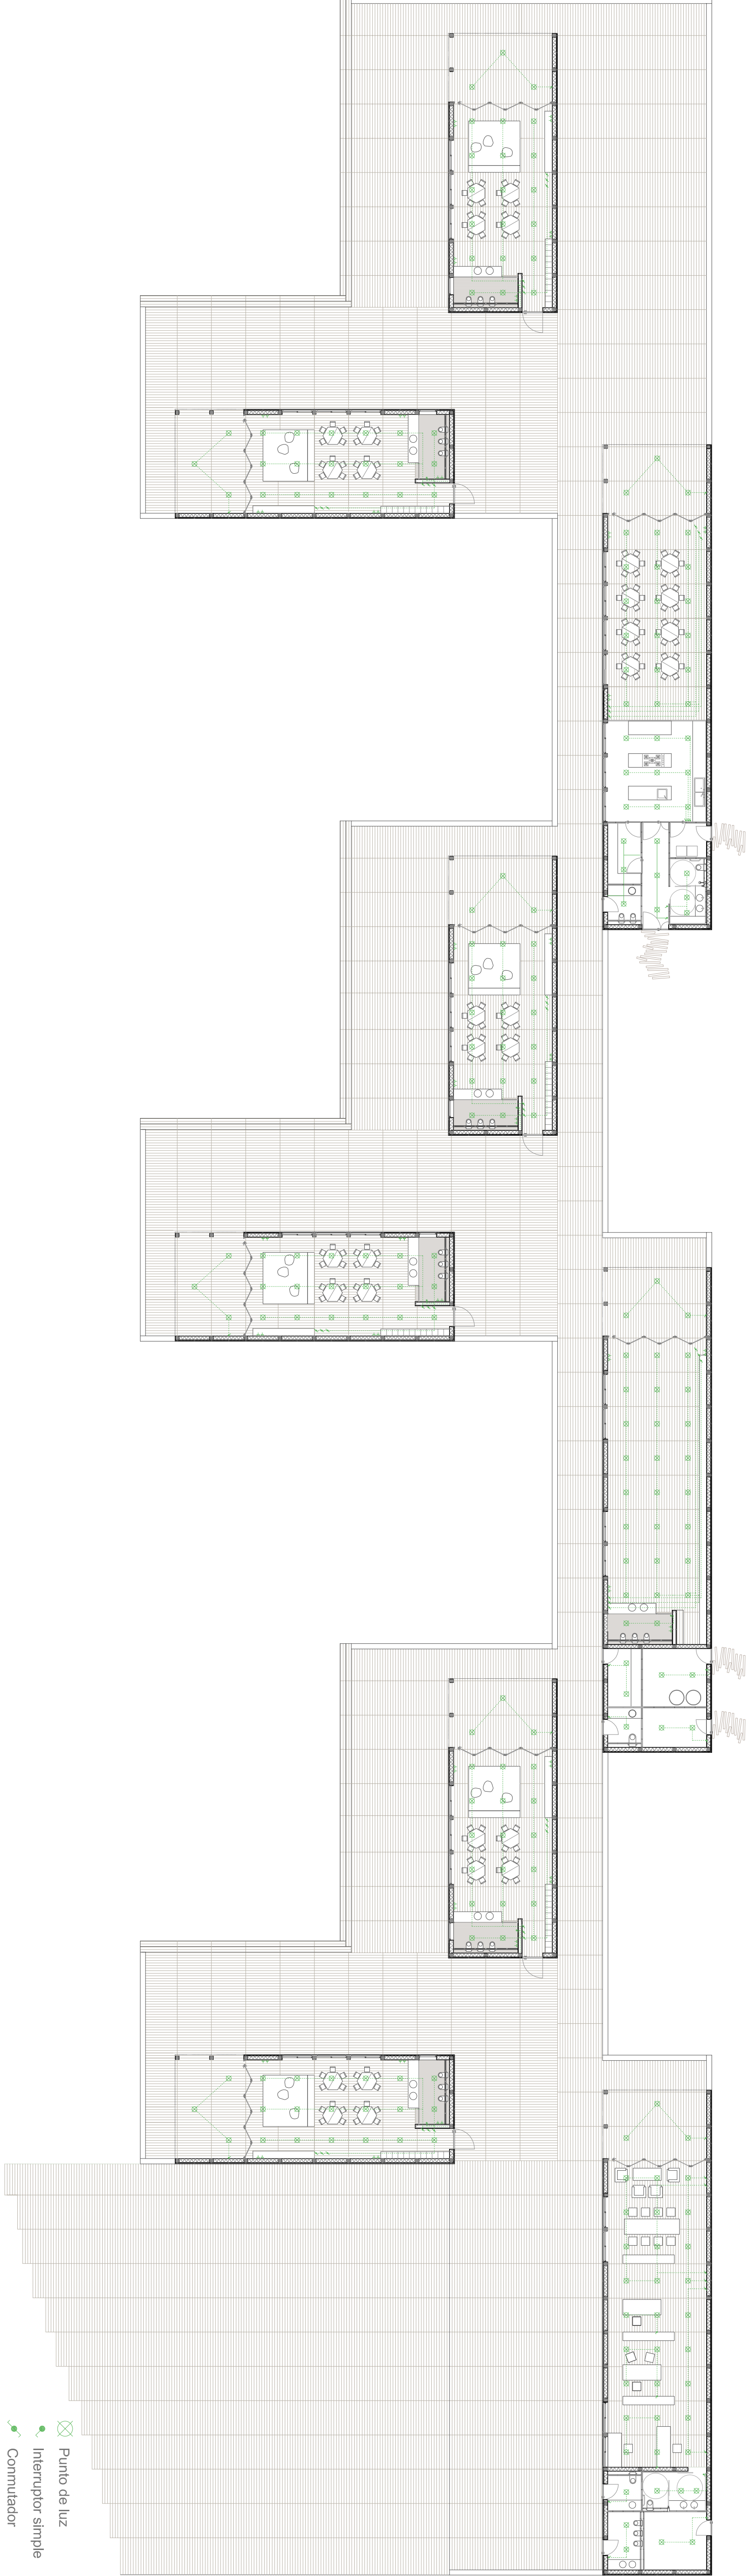 Punto de luz
Interruptor simple
Conmutador